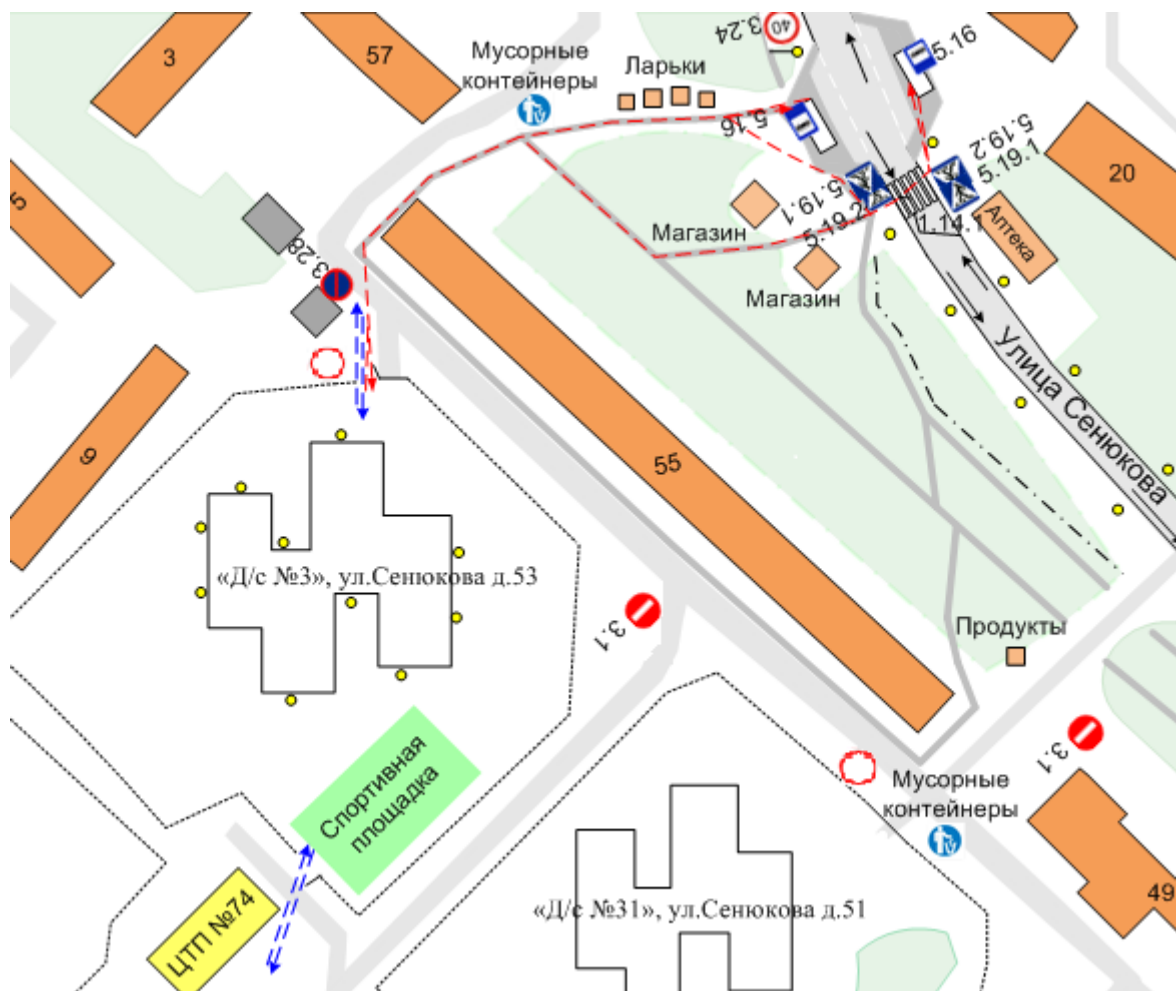 3
57
Мусорные
контейнеры
Ларьки
3.24
40
5.16
5.16
5.19.2
5.19.1
20
5
3.28
Магазин
5.19.1
5.19.2
1.14.1
Аптека
Магазин
Улица Сенюкова
9
55
«Д/с №3», ул.Сенюкова д.53
3.1
Продукты
Спортивная
площадка
3.1
Мусорные
контейнеры
ЦТП №74
«Д/с №31», ул.Сенюкова д.51
49